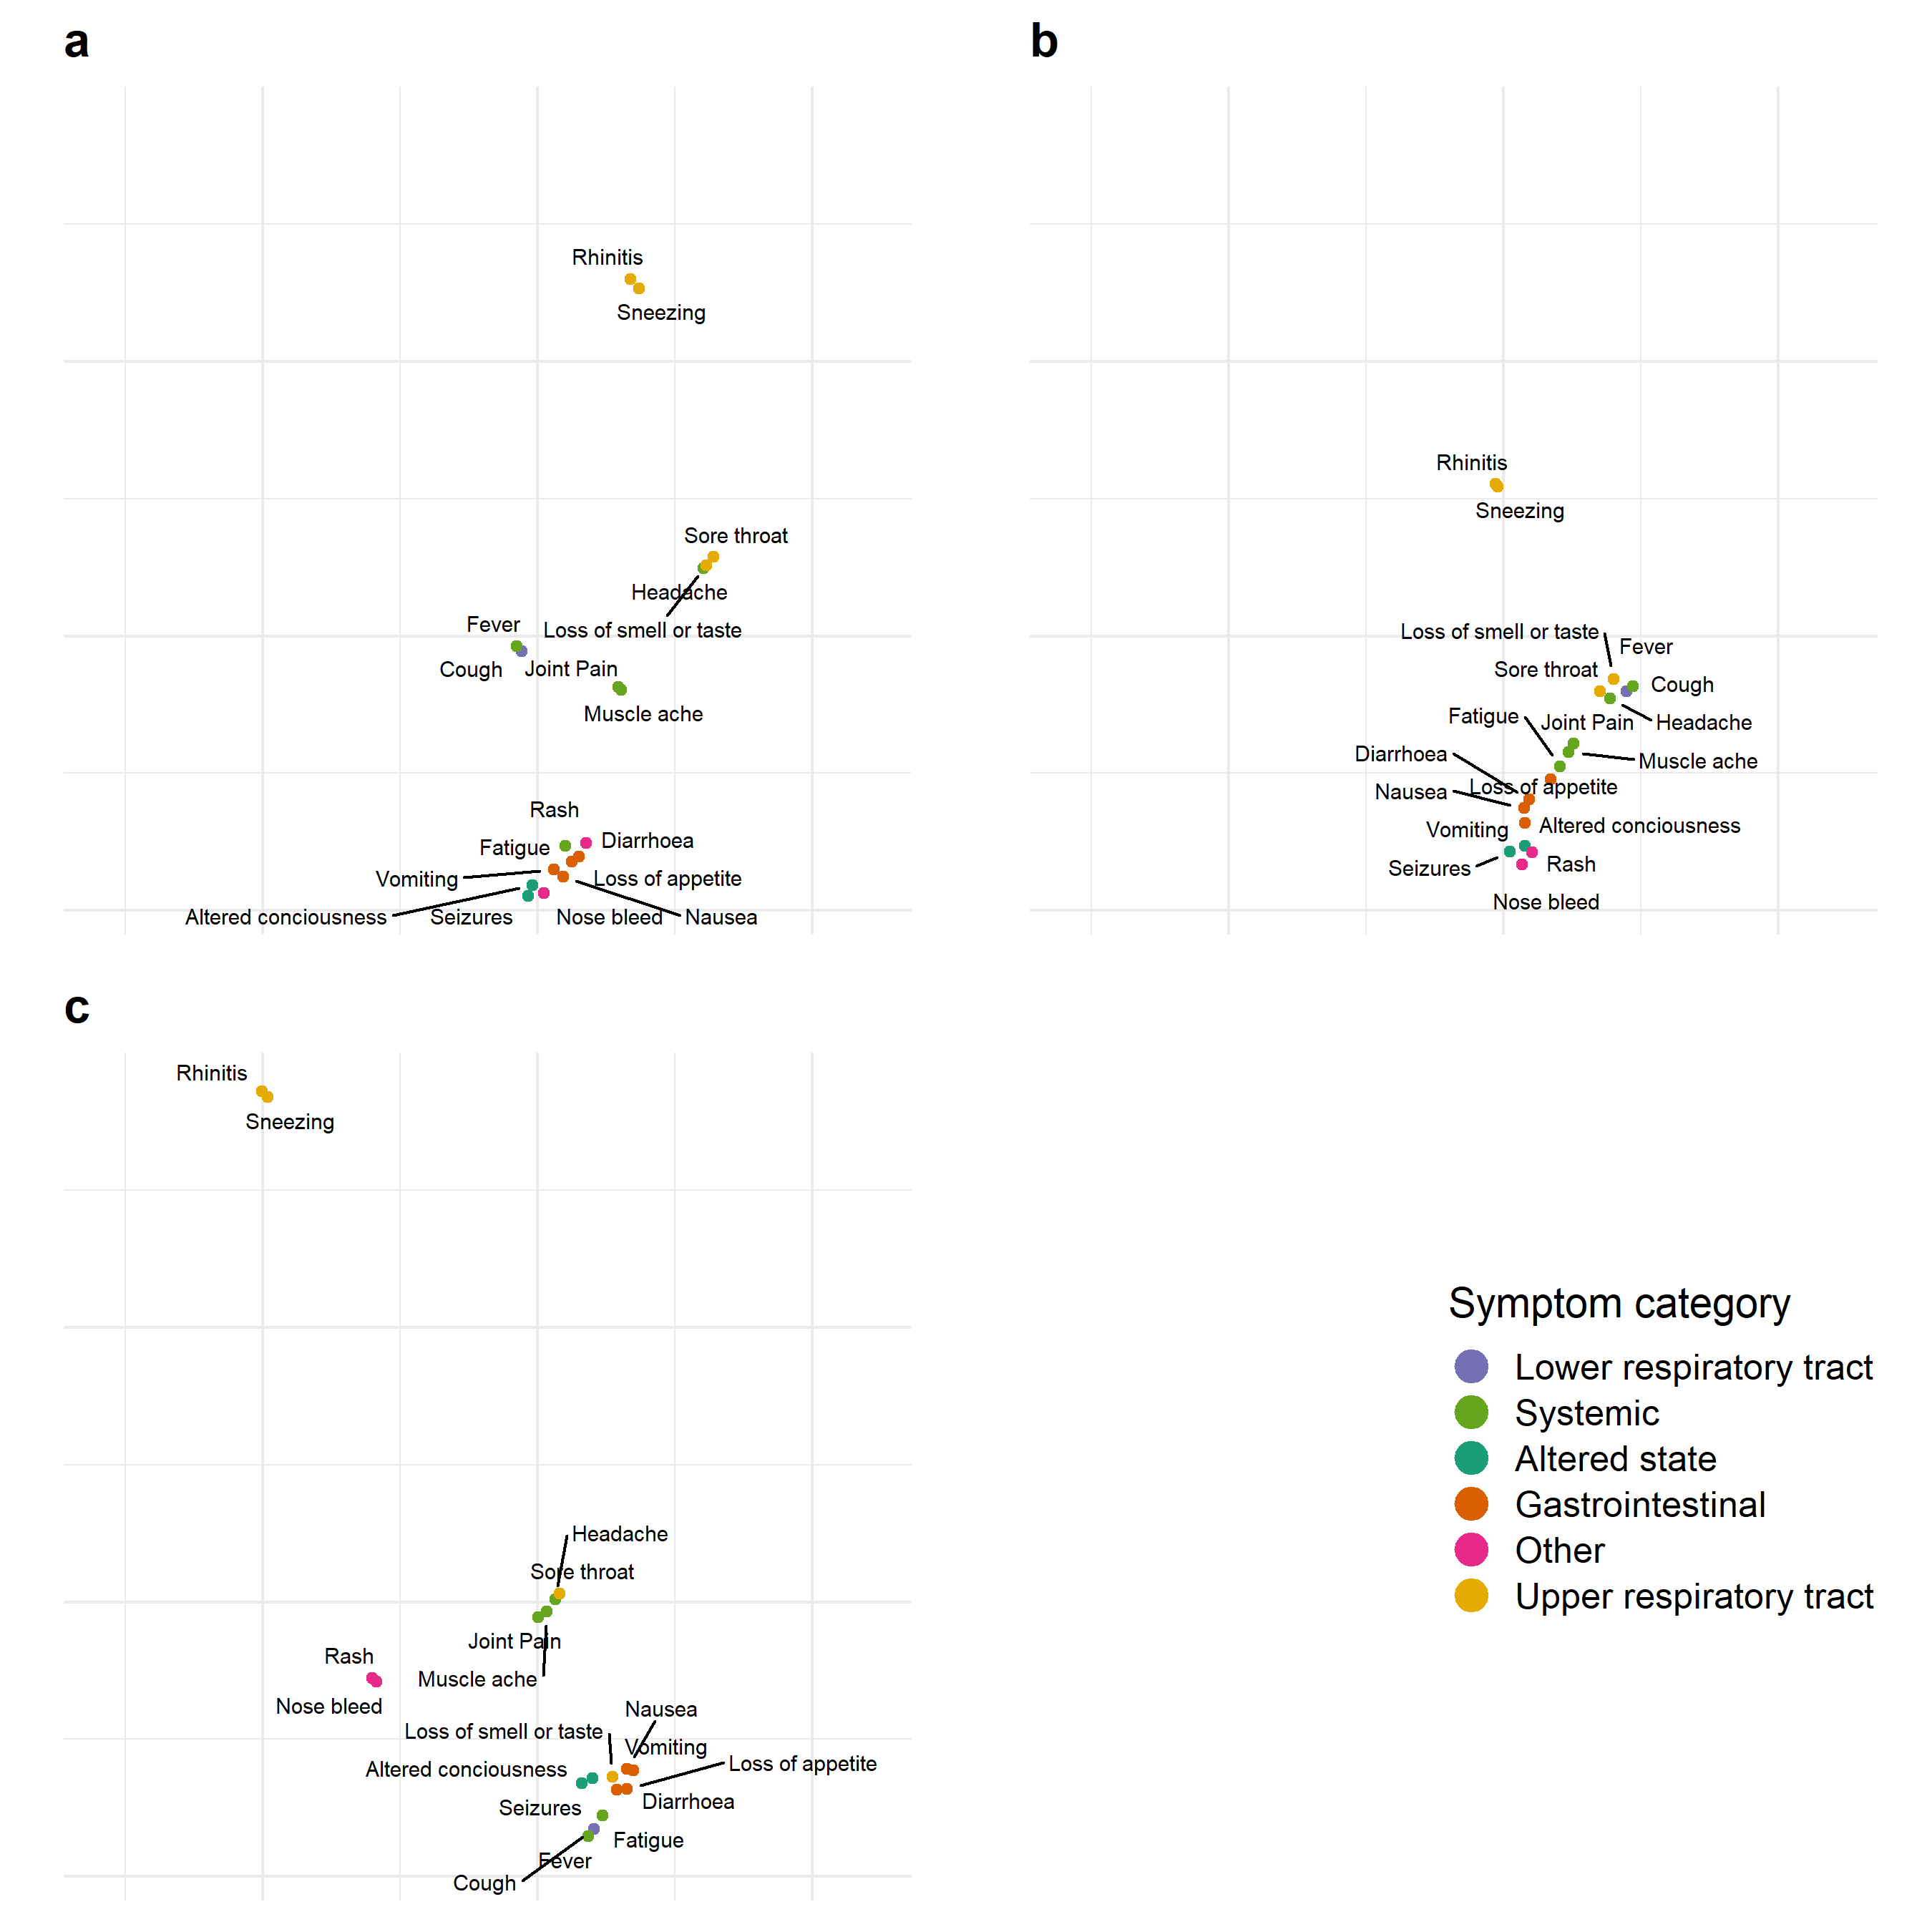 a
Rhinitis
Sneezing
Sore throat
Headache
Loss of smell or taste
Fever
Cough
Joint Pain
Muscle ache
Rash
Fatigue
Diarrhoea
Vomiting
Loss of appetite
Altered conciousness
Seizures
Nose bleed
Nausea
b
Rhinitis
Sneezing
Loss of smell or taste
Fever
Sore throat
Cough
Fatigue
Joint Pain
Headache
Diarrhoea
Muscle ache
Nausea
Loss of appetite
Vomiting
Altered conciousness
Seizures
Rash
Nose bleed
c
Rhinitis
Sneezing
Headache
Sore throat
Joint Pain
Rash
Muscle ache
Nose bleed
Nausea
Loss of smell or taste
Vomiting
Altered conciousness
Loss of appetite
Seizures
Diarrhoea
Fatigue
Fever
Cough
Symptom category
Lower respiratory tract
Systemic
Altered state
Gastrointestinal
Other
Upper respiratory tract